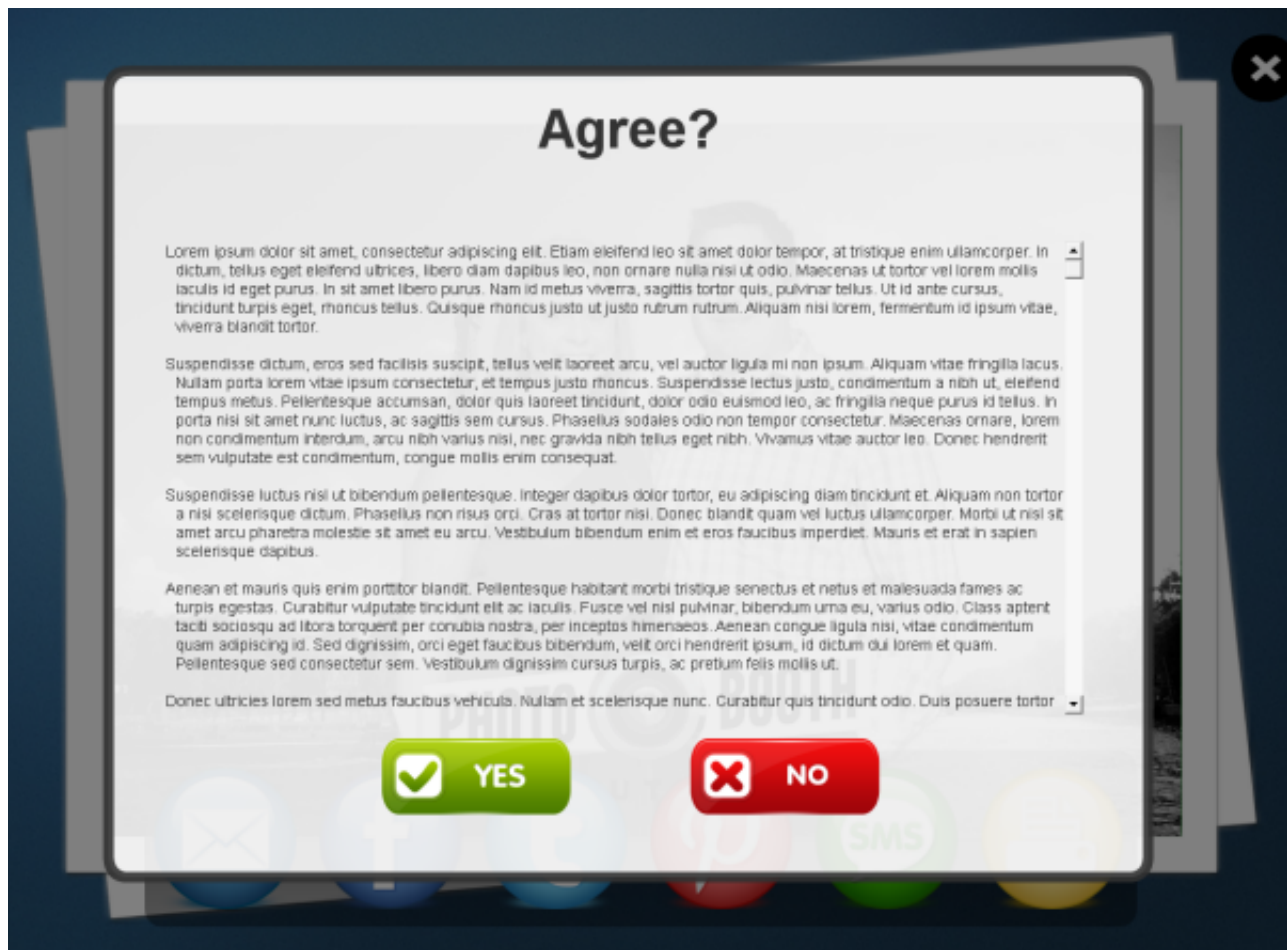 Agree?
Lorem ipsum dolor sit amet, consectetur adipiscing elit. Etiam eleifend leo sit amet dolor tempor, at tristique enim ullamcorper. In
dictum, tellus eget eleifend ultrices, libero diam dapibus leo, non ornare nulla nisi ut odio. Maecenas ut tortor vel lorem mollis
iaculis id eget purus. In sit amet libero purus. Nam id metus viverra, sagittis tortor quis, pulvinar tellus. Ut id ante cursus,
tincidunt turpis eget, rhoncus tellus. Quisque rhoncus justo ut justo rutrum rutrum. Aliquam nisi lorem, fermentum id ipsum vitae,
viverra blandit tortor.
Suspendisse dictum, eros sed facilisis suscipit, tellus velit laoreet arcu, vel auctor ligula mi non ipsum. Aliquam vitae fringilla lacus.
Nullam porta lorem vitae ipsum consectetur, et tempus justo rhoncus. Suspendisse lectus justo, condimentum a nibh ut, eleifend
tempus metus. Pellentesque accumsan, dolor quis laoreet tincidunt, dolor odio euismod leo, ac fringilla neque purus id tellus. In
porta nisi sit amet nunc luctus, ac sagittis sem cursus. Phasellus sodales odio non tempor consectetur. Maecenas ornare, lorem
non condimentum interdum, arcu nibh varius nisi, nec gravida nibh tellus eget nibh. Vivamus vitae auctor leo. Donec hendrerit
sem vulputate est condimentum, congue mollis enim consequat.
Suspendisse luctus nisl ut bibendum pellentesque. Integer dapibus dolor tortor, eu adipiscing diam tincidunt et. Aliquam non tortor
a nisi scelerisque dictum. Phasellus non risus orci. Cras at tortor nisi. Donec blandit quam vel luctus ullamcorper. Morbi ut nisl sit
amet arcu pharetra molestie sit amet eu arcu. Vestibulum bibendum enim et eros faucibus imperdiet. Mauris et erat in sapien
scelerisque dapibus.
Aenean et mauris quis enim porttitor blandit. Pellentesque habitant morbi tristique senectus et netus et malesuada fames ac
turpis egestas. Curabitur vulputate tincidunt elit ac iaculis. Fusce vel nisl pulvinar, bibendum urna eu, varius odio. Class aptent
taciti sociosqu ad litora torquent per conubia nostra, per inceptos himenaeos. Aenean congue ligula nisi, vitae condimentum
quam adipiscing id. Sed dignissim, orci eget faucibus bibendum, velit orci hendrerit ipsum, id dictum dui lorem et quam.
Pellentesque sed consectetur sem. Vestibulum dignissim cursus turpis, ac pretium felis mollis ut.
Donec ultricies lorem sed metus faucibus vehicula. Nullam et scelerisque nunc. Curabitur quis tincidunt odio. Duis posuere tortor
PHOTO BOOTH
YES
NO
SMS